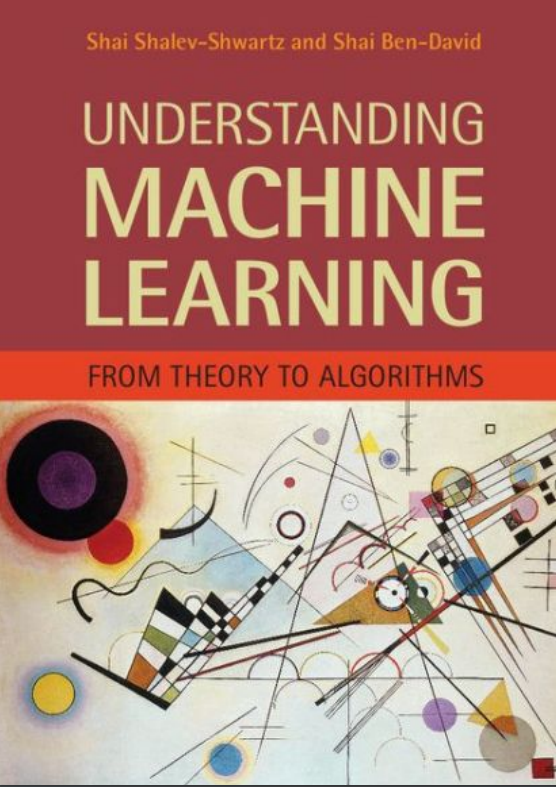 Shai Shalev-Shwartz and Shai Ben-David
UNDERSTANDING
MACHINE
LEARNING
FROM THEORY TO ALGORITHMS